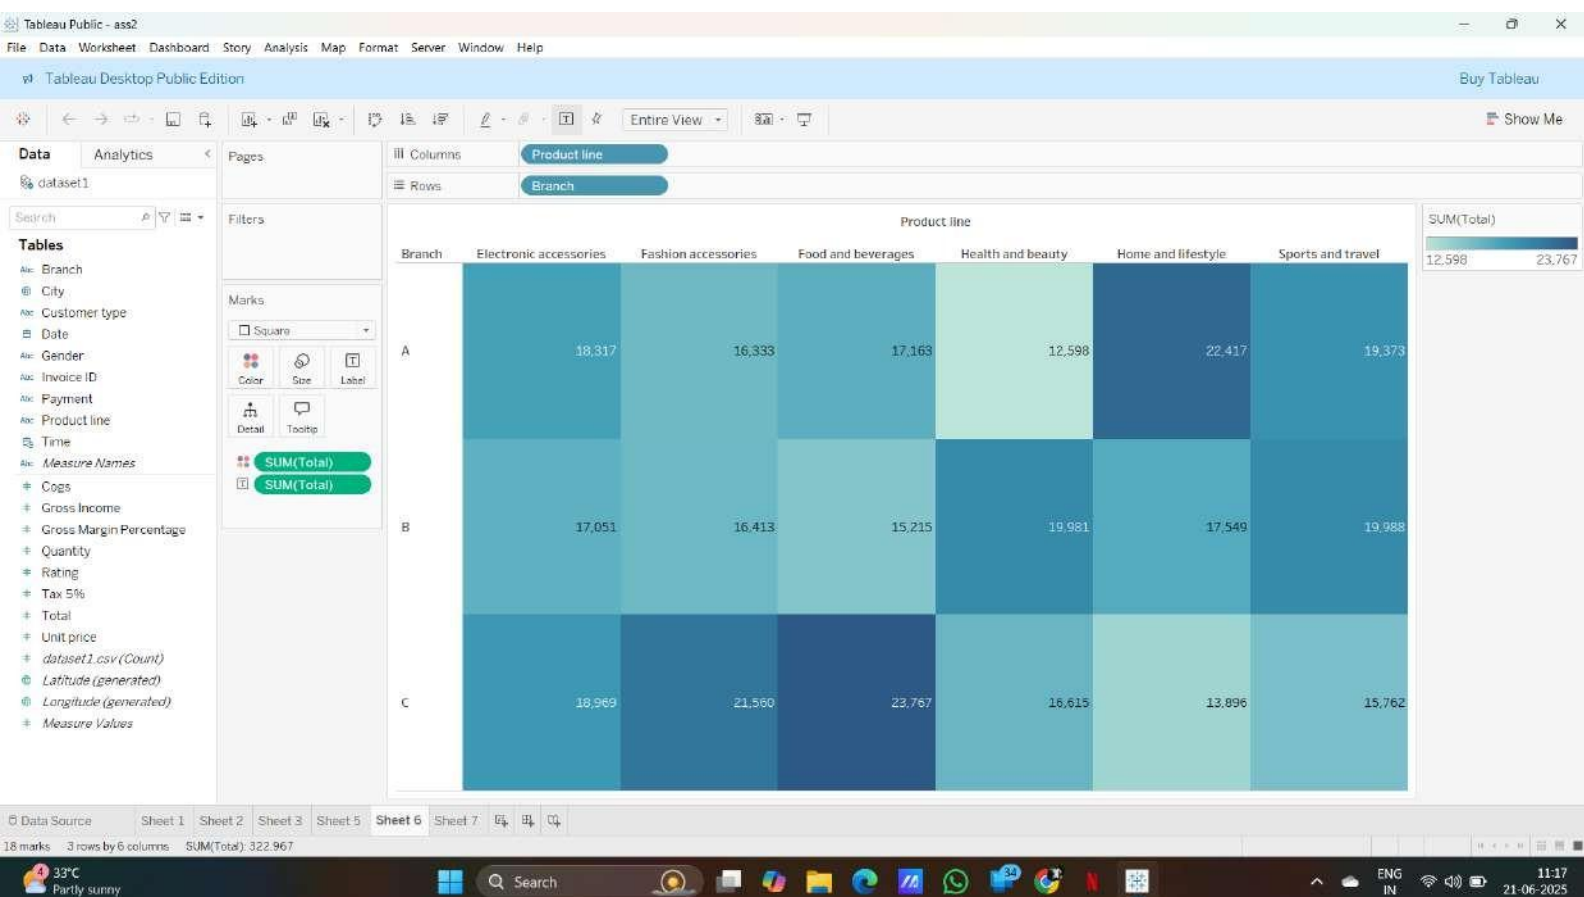 Tableau Public - ass2
File Data Worksheet Dashboard Story Analysis Map Format Server Window Help
Tableau Desktop Public Edition Buy Tableau
Entire View Show Me
Data Analytics
dataset1
Search
Tables
Abc Branch
City
Abc Customer type
Date
Abc Gender
Abc Invoice ID
Abc Payment
Abc Product line
Time
Abc Measure Names
Cogs
Gross Income
Gross Margin Percentage
Quantity
Rating
Tax 5%
Total
Unit price
dataset1.csv (Count)
Latitude (generated)
Longitude (generated)
Measure Values
Pages
Filters
Marks
Square
Color Size Label
Detail Tooltip
SUM(Total)
SUM(Total)
Columns Product line
Rows Branch
Product line
Branch Electronic accessories Fashion accessories Food and beverages Health and beauty Home and lifestyle Sports and travel
A 18,317 16,333 17,163 12,598 22,417 19,373
B 17,051 16,413 15,215 19,981 17,549 19,988
C 18,969 21,560 23,767 16,615 13,896 15,762
SUM(Total)
12,598 23,767
Data Source Sheet 1 Sheet 2 Sheet 3 Sheet 5 Sheet 6 Sheet 7
18 marks 3 rows by 6 columns SUM(Total): 322,967
4 33°C
Partly sunny
Search
34
ENG
IN
11:17
21-06-2025